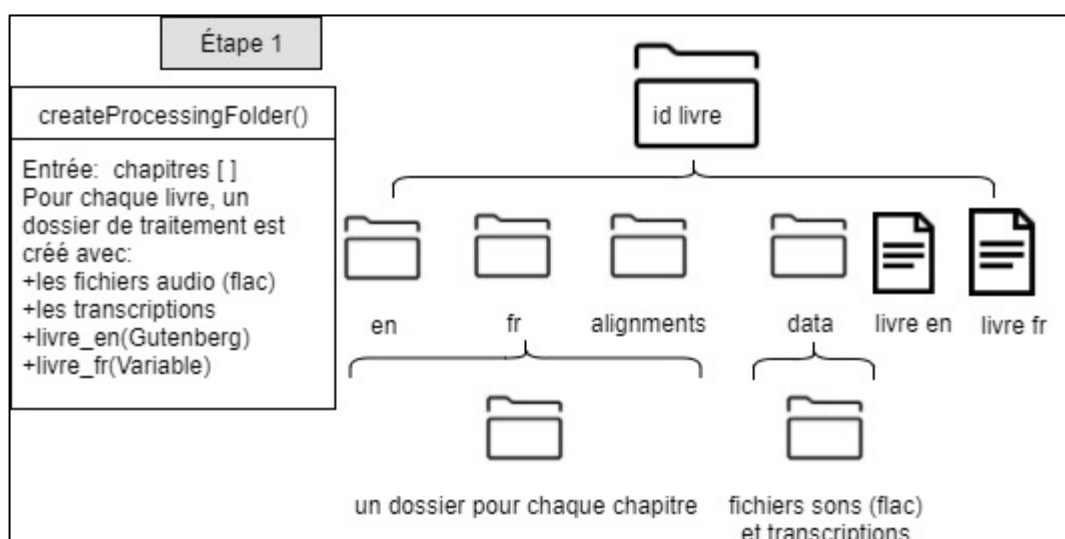 Étape 1
createProcessingFolder()
Entrée:  chapitres [ ]
Pour chaque livre, un
dossier de traitement est
créé avec:
+les fichiers audio (flac)
+les transcriptions
+livre_en(Gutenberg)
+livre_fr(Variable)
id livre
en
fr
alignments
data
livre en
livre fr
un dossier pour chaque chapitre
fichiers sons (flac)
et transcriptions